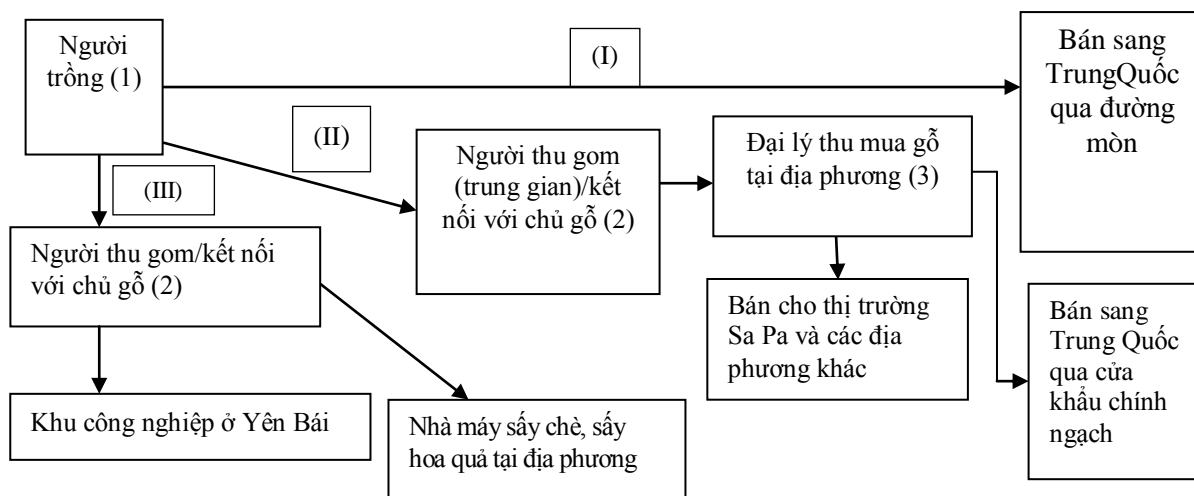 Người
trồng (1)
(I)
Bán sang
TrungQuốc
qua đường
mòn
(II)
Người thu gom
(trung gian)/kết
nối với chủ gỗ (2)
Đại lý thu mua gỗ
tại địa phương (3)
(III)
Người thu gom/kết nối
với chủ gỗ (2)
Bán cho thị trường
Sa Pa và các địa
phương khác
Bán sang
Trung Quốc
qua cửa
khẩu chính
ngạch
Khu công nghiệp ở Yên Bái
Nhà máy sấy chè, sấy
hoa quả tại địa phương